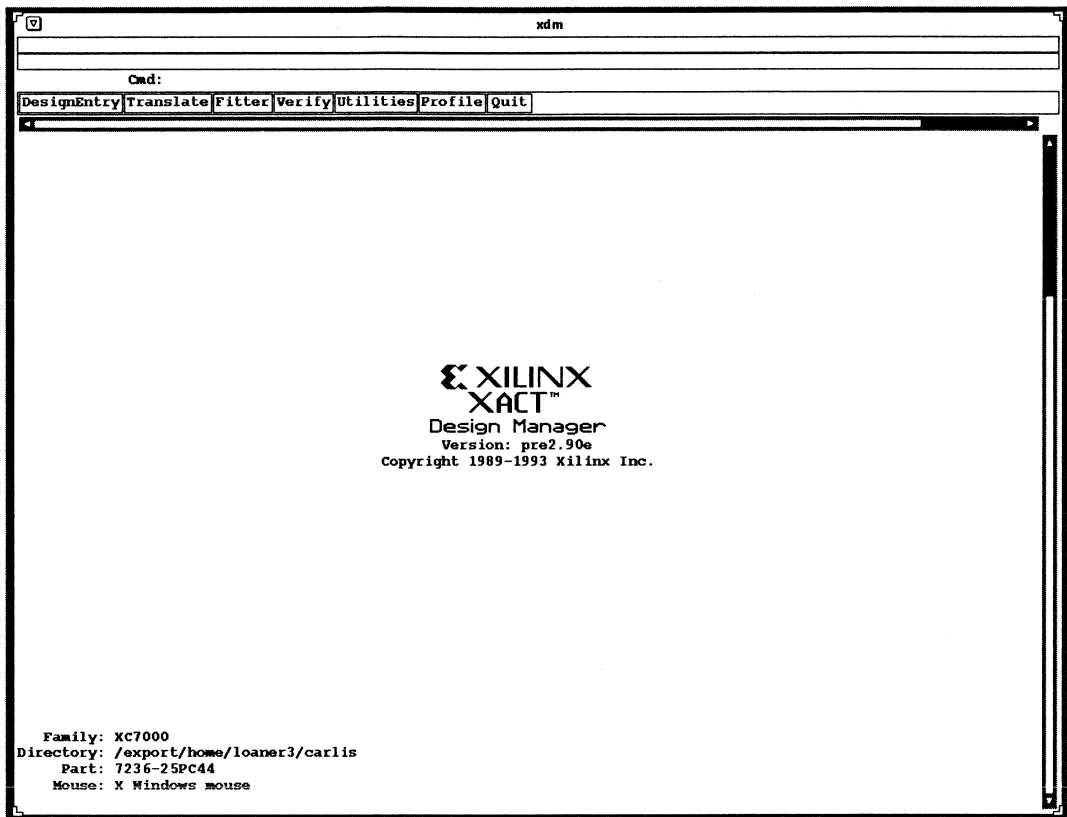 xdm
Cmd:
DesignEntry Translate Fitter Verify Utilities Profile Quit
XILINX
XACT™
Design Manager
Version: pre2.90e
Copyright 1989-1993 Xilinx Inc.
Family: XC7000
Directory: /export/home/loaner3/carlis
Part: 7236-25PC44
Mouse: X Windows mouse